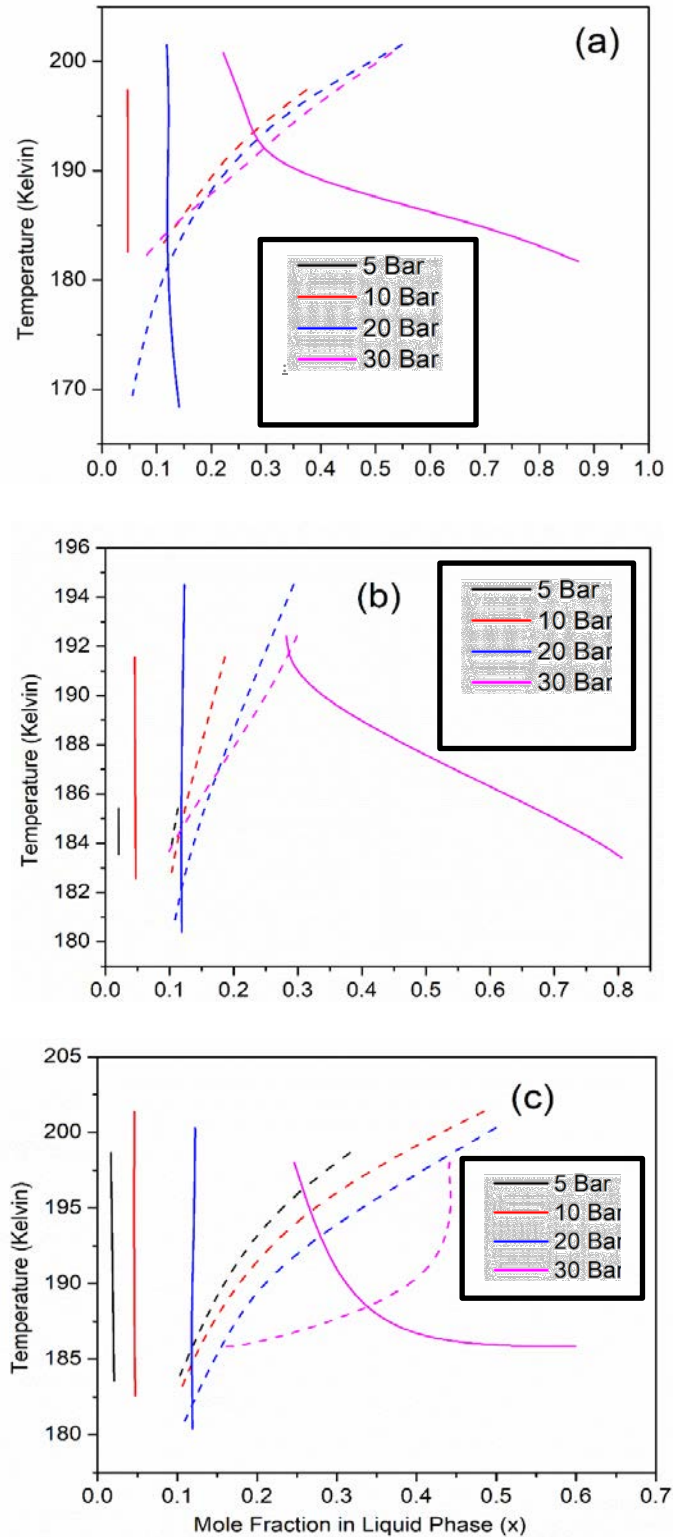 (a)
200
190
180
170
Temperature (Kelvin)
5 Bar
10 Bar
20 Bar
30 Bar
0.0 0.1 0.2 0.3 0.4 0.5 0.6 0.7 0.8 0.9 1.0
(b)
196
194
192
190
188
186
184
182
180
Temperature (Kelvin)
5 Bar
10 Bar
20 Bar
30 Bar
0.0 0.1 0.2 0.3 0.4 0.5 0.6 0.7 0.8
(c)
205
200
195
190
185
180
Temperature (Kelvin)
5 Bar
10 Bar
20 Bar
30 Bar
0.0 0.1 0.2 0.3 0.4 0.5 0.6 0.7
Mole Fraction in Liquid Phase (x)